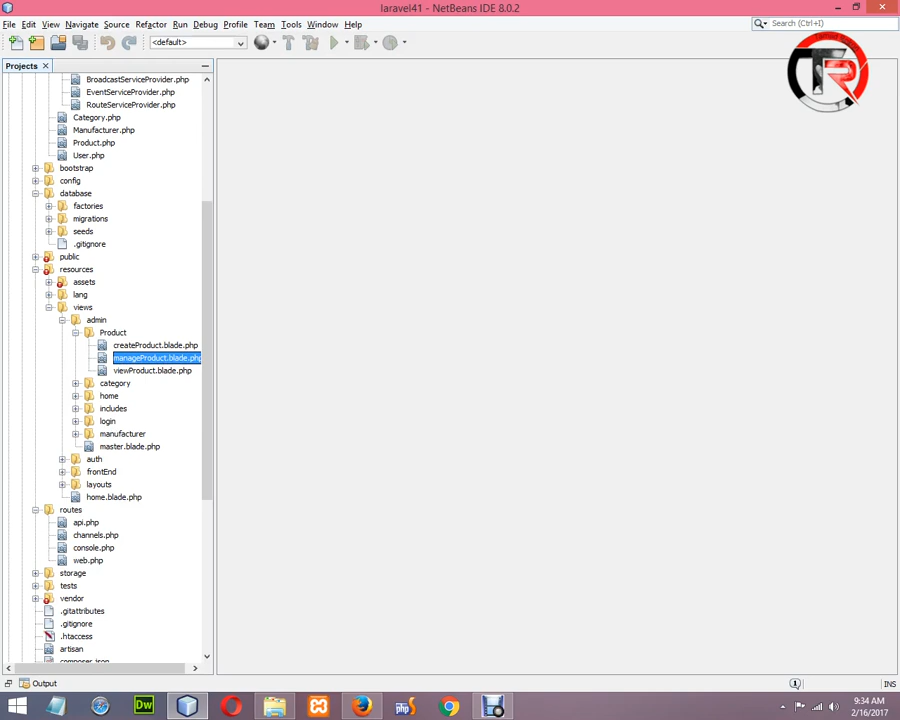 laravel41 - NetBeans IDE 8.0.2
File Edit View Navigate Source Refactor Run Debug Profile Team Tools Window Help
Search (Ctrl+I)
<default>
TR
Projects
BroadcastServiceProvider.php
EventServiceProvider.php
RouteServiceProvider.php
Category.php
Manufacturer.php
Product.php
User.php
bootstrap
config
database
factories
migrations
seeds
.gitignore
public
resources
assets
lang
views
admin
Product
createProduct.blade.php
manageProduct.blade.php
viewProduct.blade.php
category
home
includes
login
manufacturer
master.blade.php
auth
frontEnd
layouts
home.blade.php
routes
api.php
channels.php
console.php
web.php
storage
tests
vendor
.gitattributes
.gitignore
.htaccess
artisan
composer.json
Output
INS
Dw
php
9:34 AM
2/16/2017